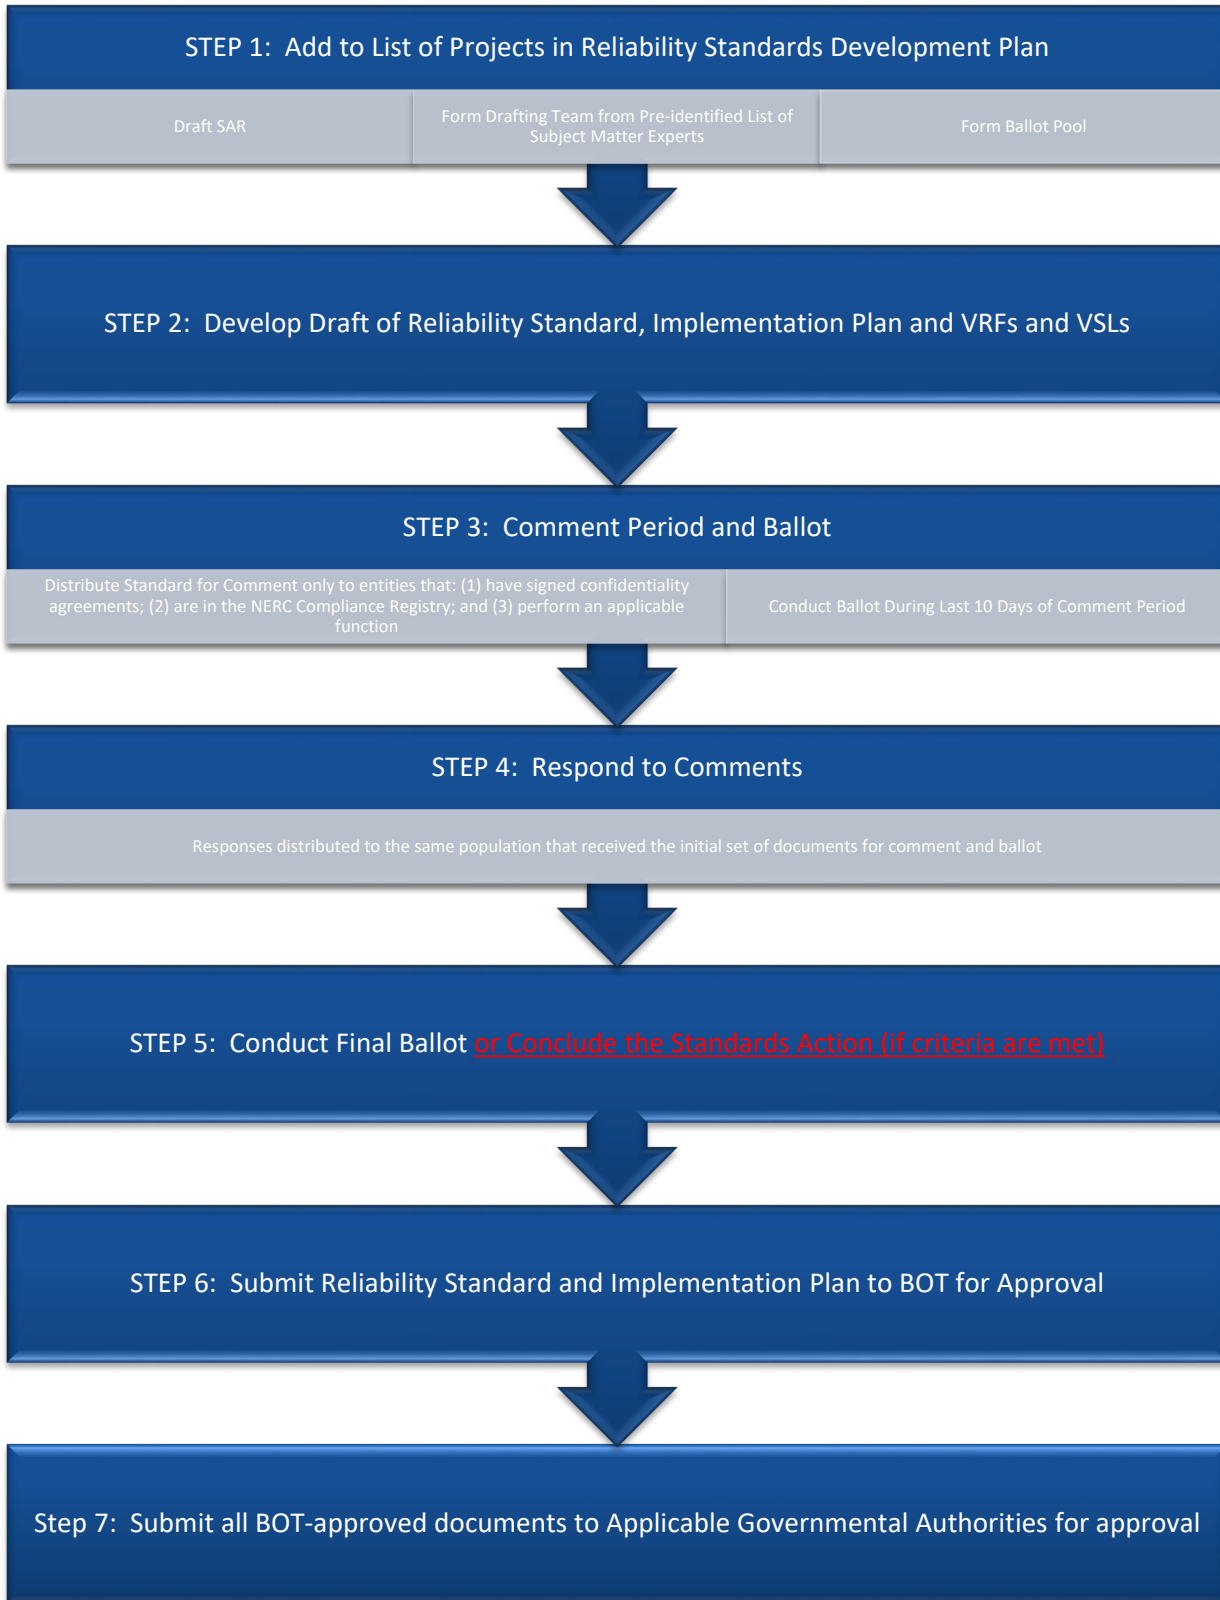 STEP 1:  Add to List of Projects in Reliability Standards Development Plan
Draft SAR
Form Drafting Team from Pre-identified List of
Subject Matter Experts
Form Ballot Pool
STEP 2:  Develop Draft of Reliability Standard, Implementation Plan and VRFs and VSLs
STEP 3:  Comment Period and Ballot
Distribute Standard for Comment only to entities that: (1) have signed confidentiality
agreements; (2) are in the NERC Compliance Registry; and (3) perform an applicable
function
Conduct Ballot During Last 10 Days of Comment Period
STEP 4:  Respond to Comments
Responses distributed to the same population that received the initial set of documents for comment and ballot
STEP 5:  Conduct Final Ballot or Conclude the Standards Action (if criteria are met)
STEP 6:  Submit Reliability Standard and Implementation Plan to BOT for Approval
Step 7:  Submit all BOT-approved documents to Applicable Governmental Authorities for approval